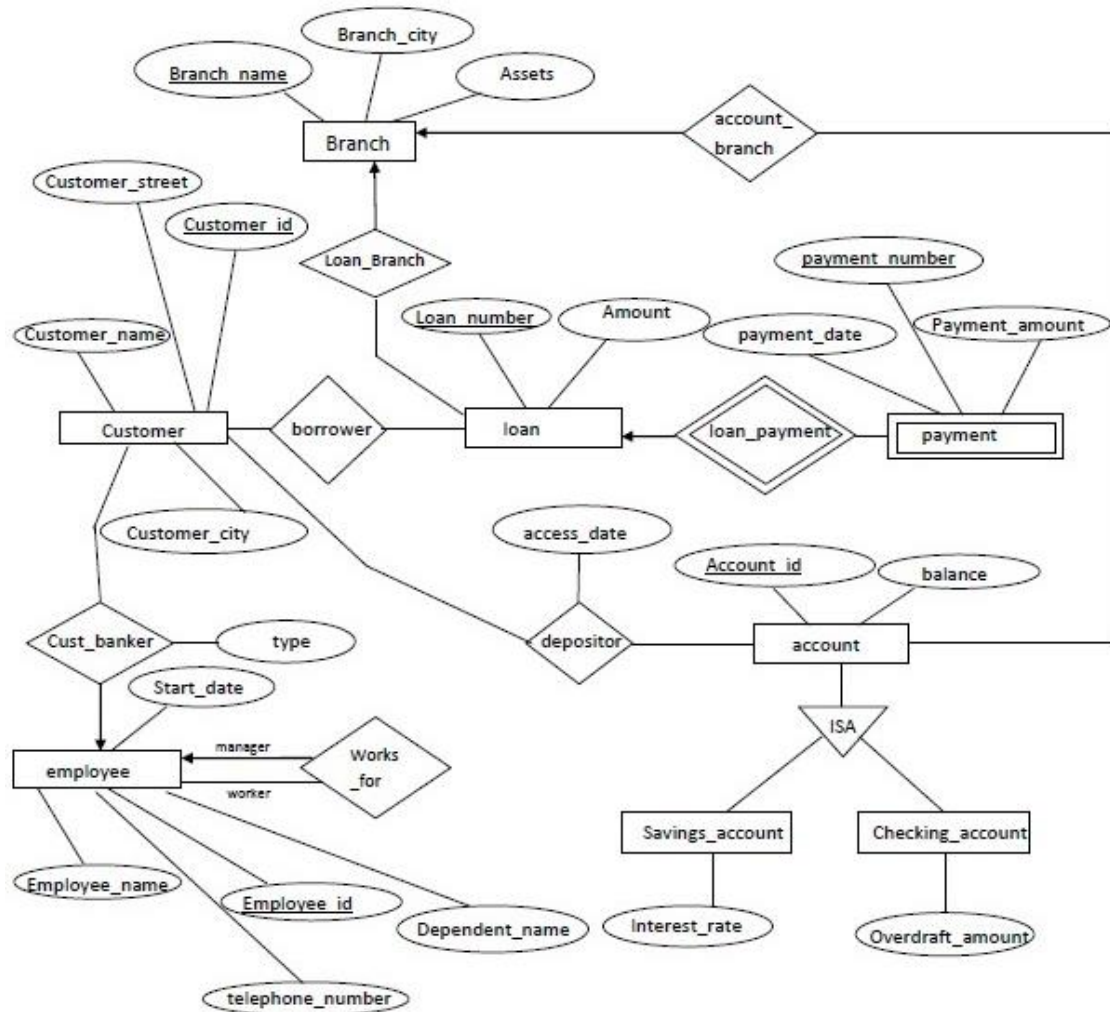 Branch_city
Branch_name
Assets
Branch
account_
branch
Customer_street
Customer_id
Loan_Branch
payment_number
Loan_number
Amount
payment_date
Payment_amount
Customer_name
Customer
borrower
loan
loan_payment
payment
Customer_city
access_date
Account_id
balance
Cust_banker
type
depositor
account
Start_date
ISA
employee
manager
worker
Works
_for
Savings_account
Checking_account
Employee_name
Employee_id
Dependent_name
Interest_rate
Overdraft_amount
telephone_number